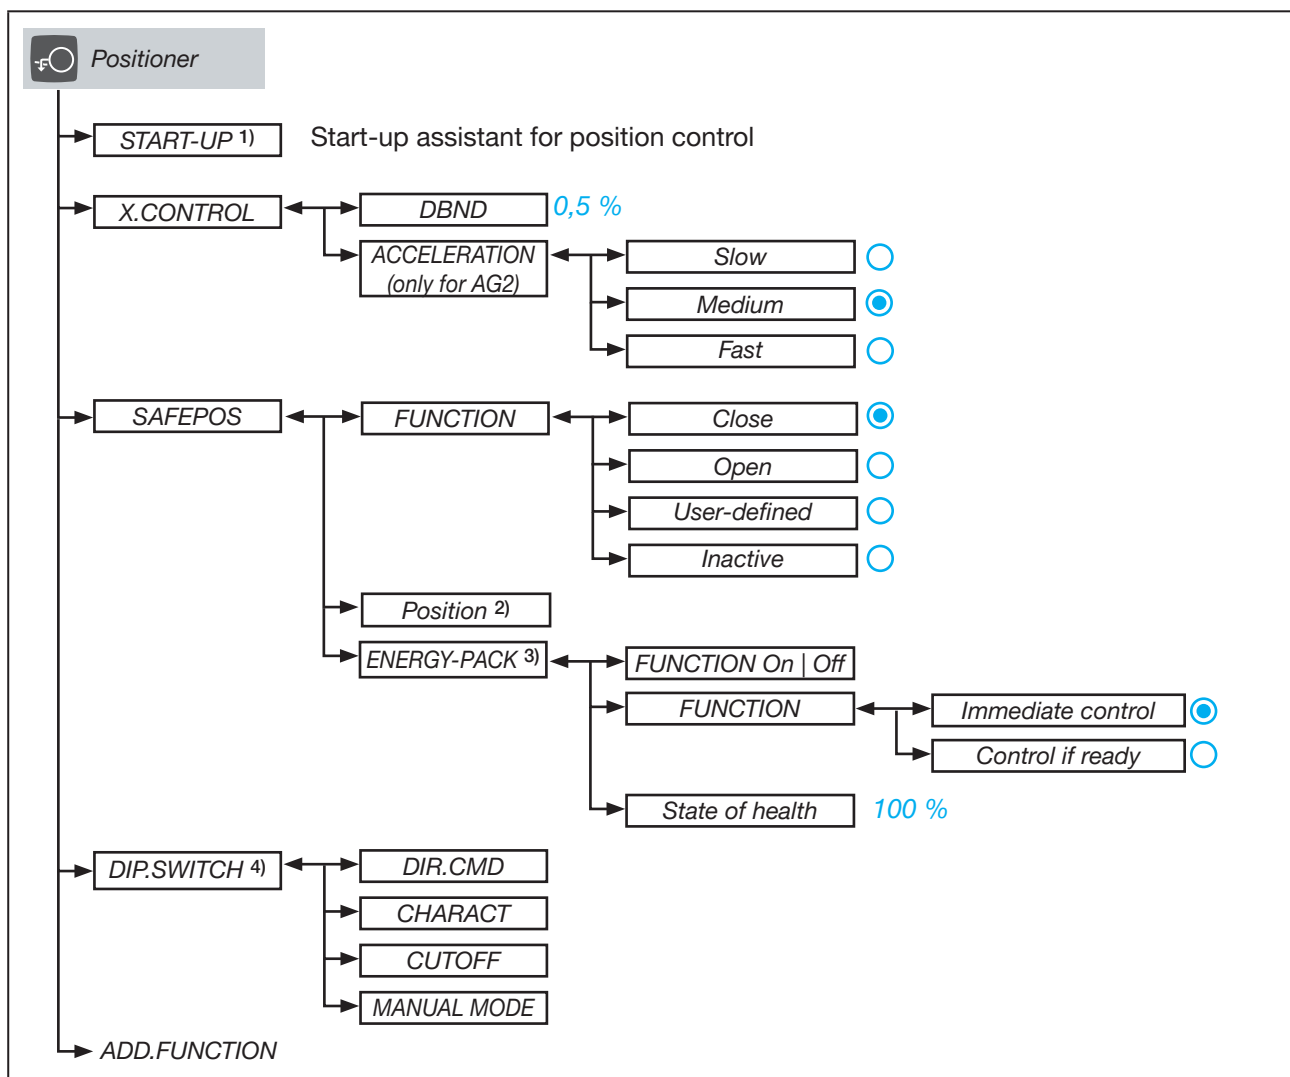 Positioner
START-UP 1)
Start-up assistant for position control
X.CONTROL
DBND
0,5 %
ACCELERATION
(only for AG2)
Slow
Medium
Fast
SAFEPOS
FUNCTION
Close
Open
User-defined
Inactive
Position 2)
ENERGY-PACK 3)
FUNCTION On | Off
FUNCTION
Immediate control
Control if ready
State of health
100 %
DIP.SWITCH 4)
DIR.CMD
CHARACT
CUTOFF
MANUAL MODE
ADD.FUNCTION